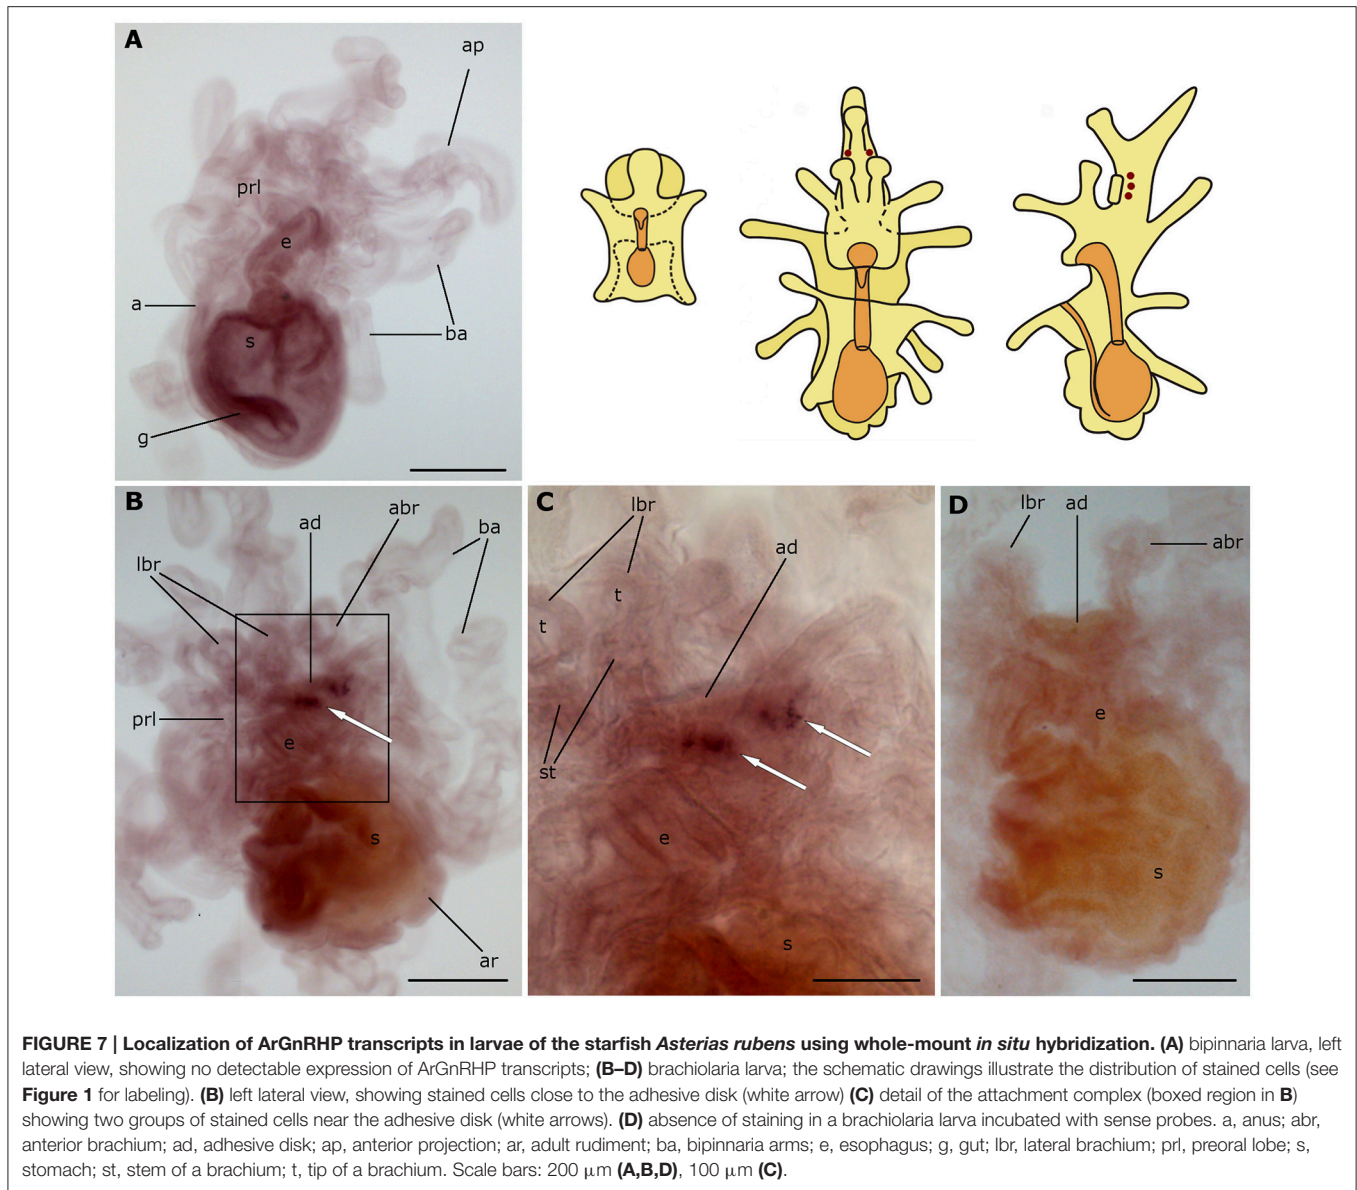 A
ap
prl
e
a
s
ba
g
B
abr
ad
ba
lbr
prl
e
s
ar
C
lbr
ad
t
t
st
e
s
D
lbr
ad
abr
e
s
FIGURE 7 | Localization of ArGnRHP transcripts in larvae of the starfish Asterias rubens using whole-mount in situ hybridization. (A) bipinnaria larva, left
lateral view, showing no detectable expression of ArGnRHP transcripts; (B–D) brachiolaria larva; the schematic drawings illustrate the distribution of stained cells (see
Figure 1 for labeling). (B) left lateral view, showing stained cells close to the adhesive disk (white arrow) (C) detail of the attachment complex (boxed region in B)
showing two groups of stained cells near the adhesive disk (white arrows). (D) absence of staining in a brachiolaria larva incubated with sense probes. a, anus; abr,
anterior brachium; ad, adhesive disk; ap, anterior projection; ar, adult rudiment; ba, bipinnaria arms; e, esophagus; g, gut; lbr, lateral brachium; prl, preoral lobe; s,
stomach; st, stem of a brachium; t, tip of a brachium. Scale bars: 200 μm (A,B,D), 100 μm (C).